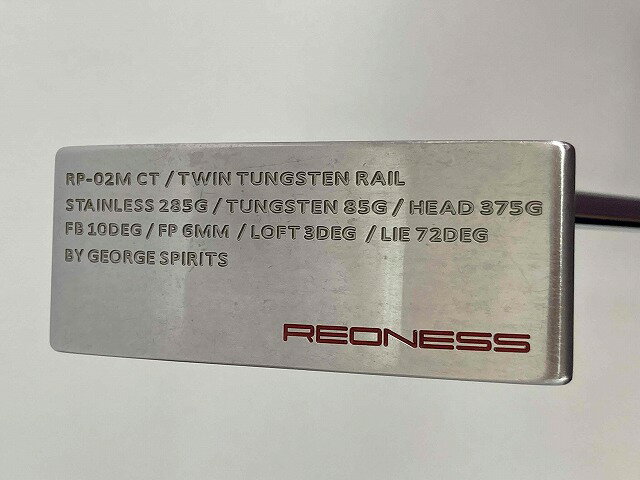 RP-02M CT / TWIN TUNGSTEN RAIL
STAINLESS 285G / TUNGSTEN 85G / HEAD 375G
FB 10DEG / FP 6MM / LOFT 3DEG / LIE 72DEG
BY GEORGE SPIRITS
REONESS